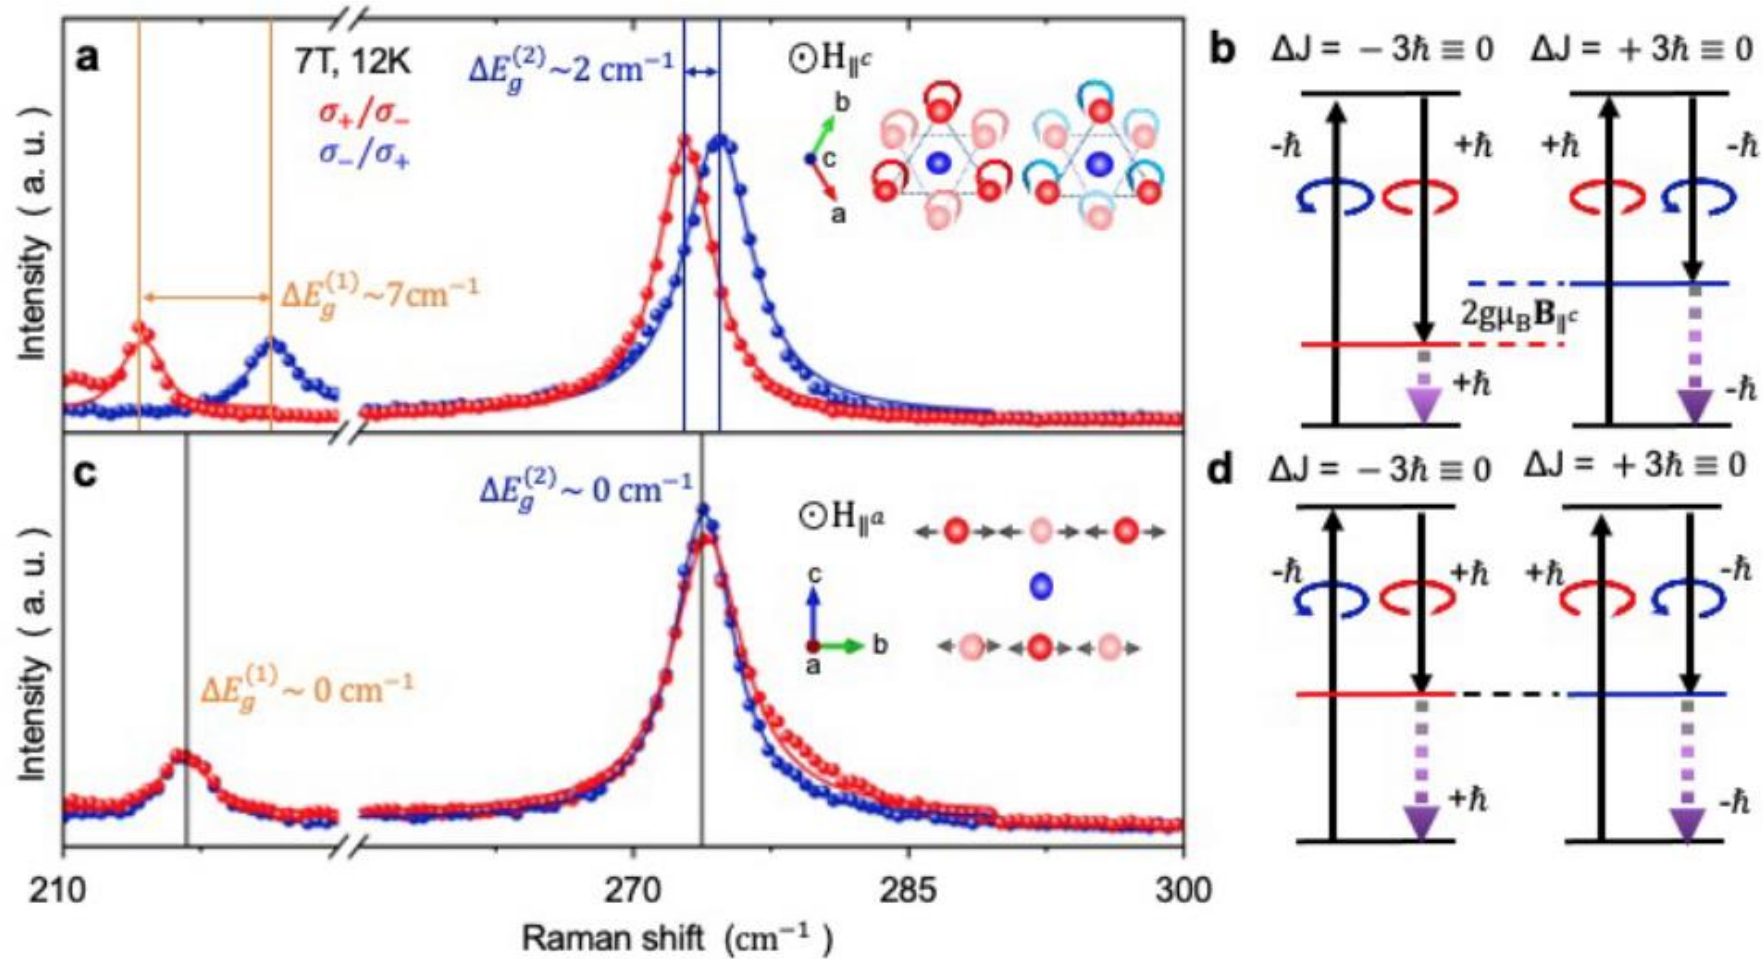 a
7T, 12K
σ₊/σ₋
σ₋/σ₊
ΔE_g^(2)~2 cm⁻¹
ΔE_g^(1)~7cm⁻¹
⊙H∥c
b
c
a
Intensity ( a. u. )
b
ΔJ = − 3ℏ ≡ 0
ΔJ = + 3ℏ ≡ 0
-ℏ
+ℏ
+ℏ
-ℏ
2gμ_B B∥c
+ℏ
-ℏ
c
ΔE_g^(2)~ 0 cm⁻¹
ΔE_g^(1)~ 0 cm⁻¹
⊙H∥a
c
b
a
Intensity ( a. u. )
210
270
285
300
Raman shift (cm⁻¹ )
d
ΔJ = − 3ℏ ≡ 0
ΔJ = + 3ℏ ≡ 0
-ℏ
+ℏ
+ℏ
-ℏ
+ℏ
-ℏ